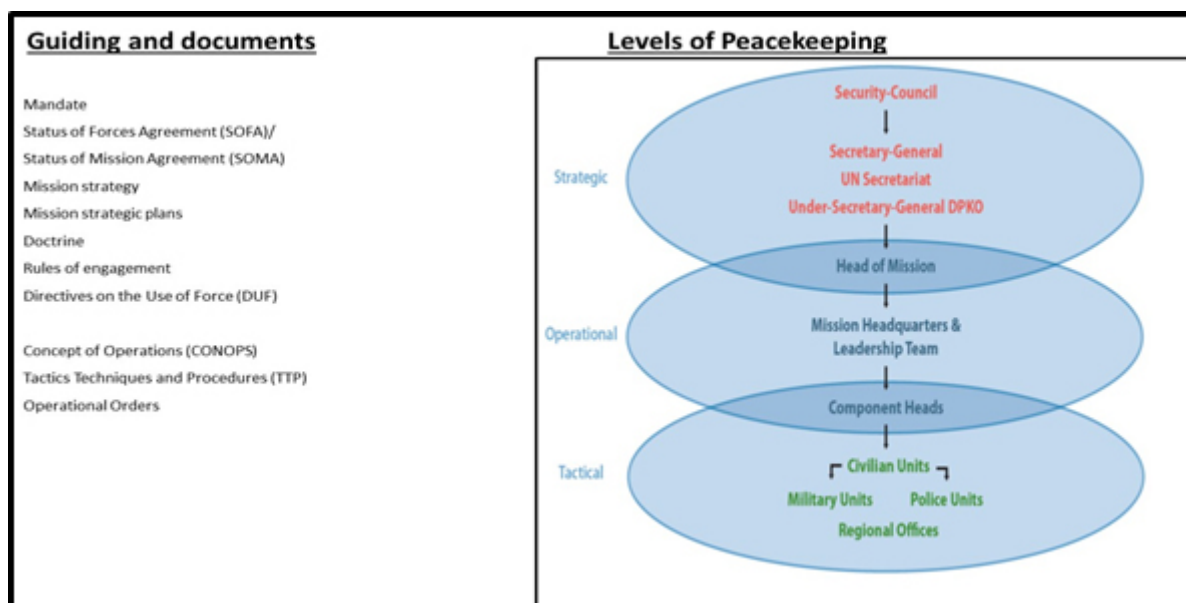 Guiding and documents
Mandate
Status of Forces Agreement (SOFA)/
Status of Mission Agreement (SOMA)
Mission strategy
Mission strategic plans
Doctrine
Rules of engagement
Directives on the Use of Force (DUF)
Concept of Operations (CONOPS)
Tactics Techniques and Procedures (TTP)
Operational Orders
Levels of Peacekeeping
Strategic
Security-Council
Secretary-General
UN Secretariat
Under-Secretary-General DPKO
Head of Mission
Operational
Mission Headquarters &
Leadership Team
Component Heads
Tactical
Civilian Units
Military Units Police Units
Regional Offices